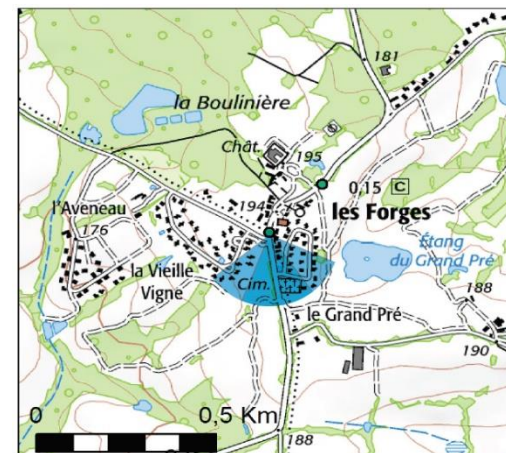 181
la Boulinière
Chât.
195
0,15 C
194
les Forges
l'Aveneau
176
Étang
du Grand Pré
la Vieille
Vigne
Cim.
le Grand Pré
188
190
0
0,5 Km
188